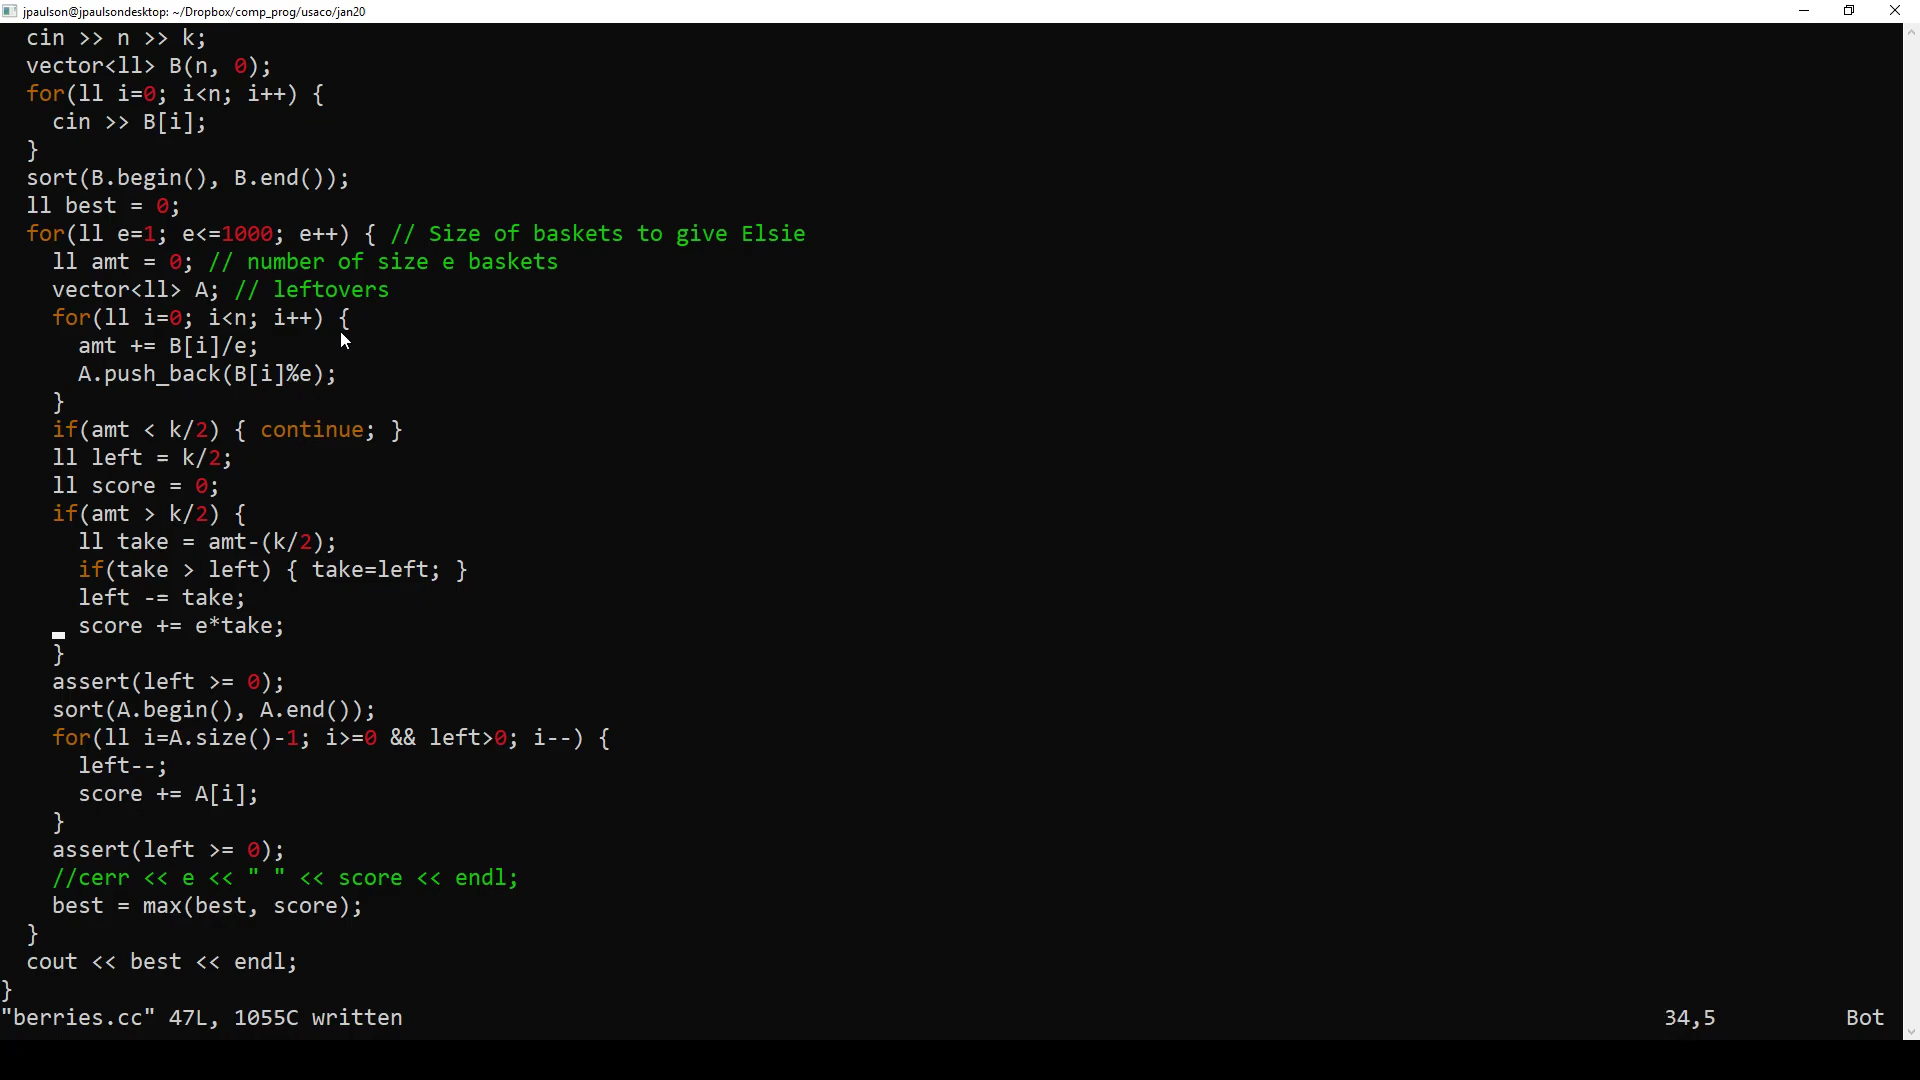 jpaulson@jpaulsondesktop: ~/Dropbox/comp_prog/usaco/jan20
  cin >> n >> k;
  vector<ll> B(n, 0);
  for(ll i=0; i<n; i++) {
    cin >> B[i];
  }
  sort(B.begin(), B.end());
  ll best = 0;
  for(ll e=1; e<=1000; e++) { // Size of baskets to give Elsie
    ll amt = 0; // number of size e baskets
    vector<ll> A; // leftovers
    for(ll i=0; i<n; i++) {
      amt += B[i]/e;
      A.push_back(B[i]%e);
    }
    if(amt < k/2) { continue; }
    ll left = k/2;
    ll score = 0;
    if(amt > k/2) {
      ll take = amt-(k/2);
      if(take > left) { take=left; }
      left -= take;
      score += e*take;
    }
    assert(left >= 0);
    sort(A.begin(), A.end());
    for(ll i=A.size()-1; i>=0 && left>0; i--) {
      left--;
      score += A[i];
    }
    assert(left >= 0);
    //cerr << e << " " << score << endl;
    best = max(best, score);
  }
  cout << best << endl;
}
"berries.cc" 47L, 1055C written 34,5 Bot